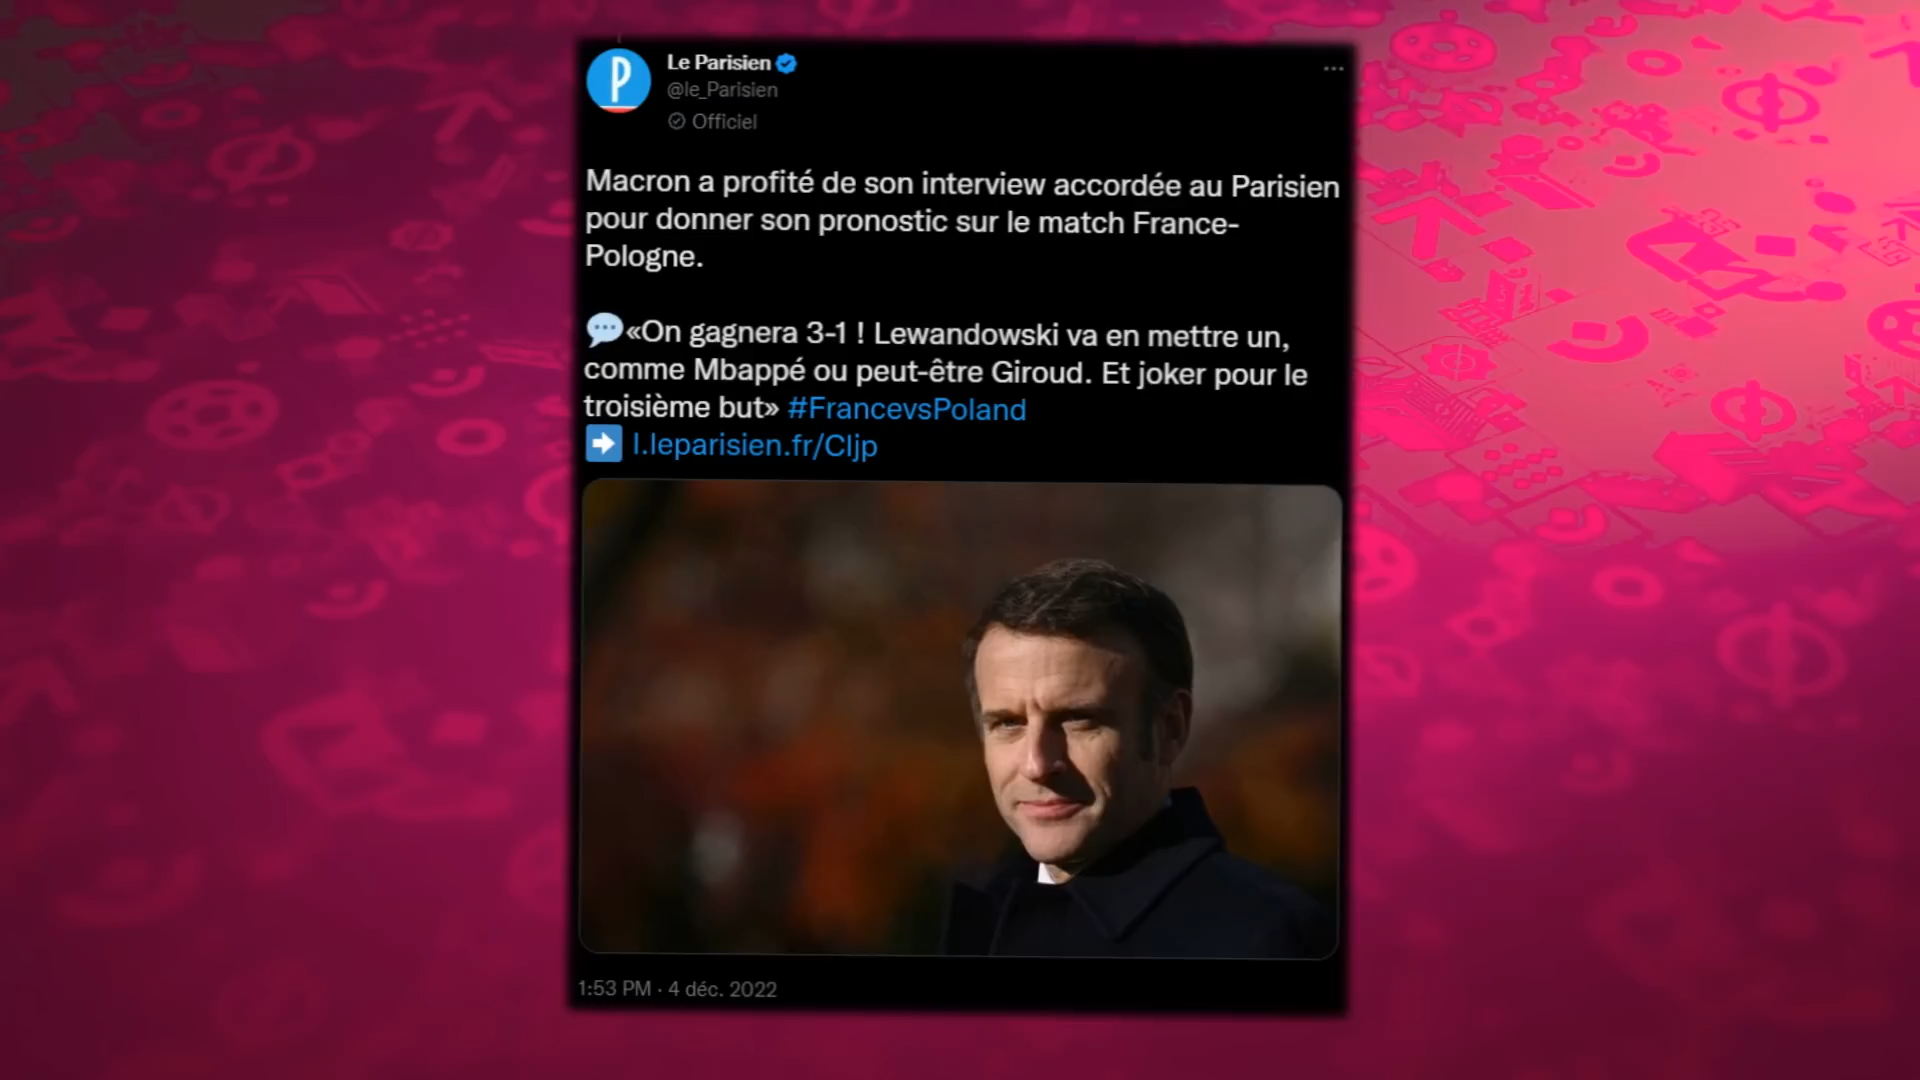 Le Parisien
@le_Parisien
Officiel
Macron a profité de son interview accordée au Parisien
pour donner son pronostic sur le match France-
Pologne.
«On gagnera 3-1 ! Lewandowski va en mettre un,
comme Mbappé ou peut-être Giroud. Et joker pour le
troisième but» #FrancevsPoland
l.leparisien.fr/Cljp
1:53 PM · 4 déc. 2022